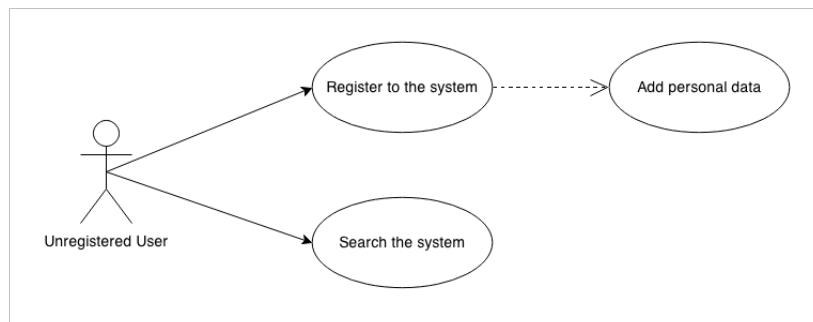 Register to the system
Add personal data
Unregistered User
Search the system